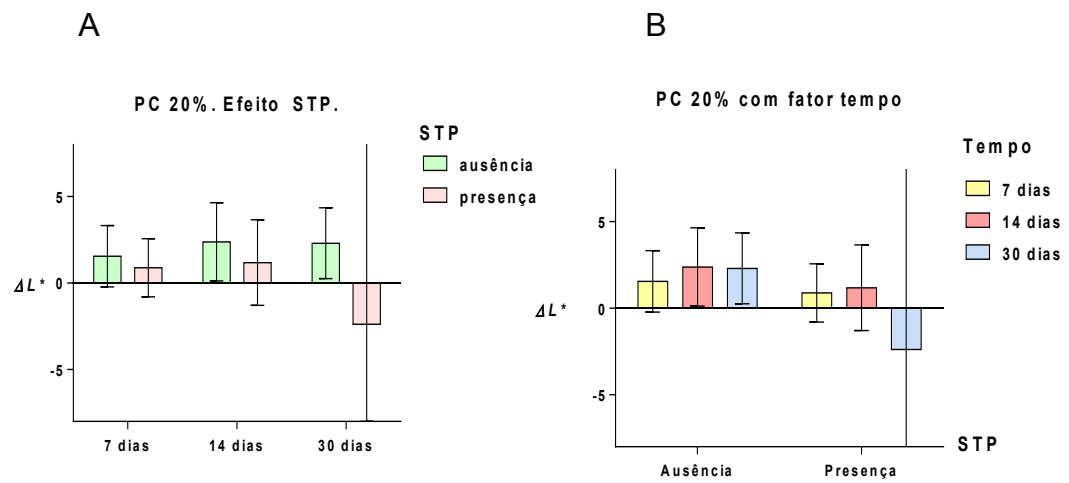 A
PC 20%. Efeito STP.
STP
ausência
presença
5
ΔL* 0
-5
7 dias 14 dias 30 dias
B
PC 20% com fator tempo
Tempo
7 dias
14 dias
30 dias
5
ΔL* 0
-5
STP
Ausência Presença